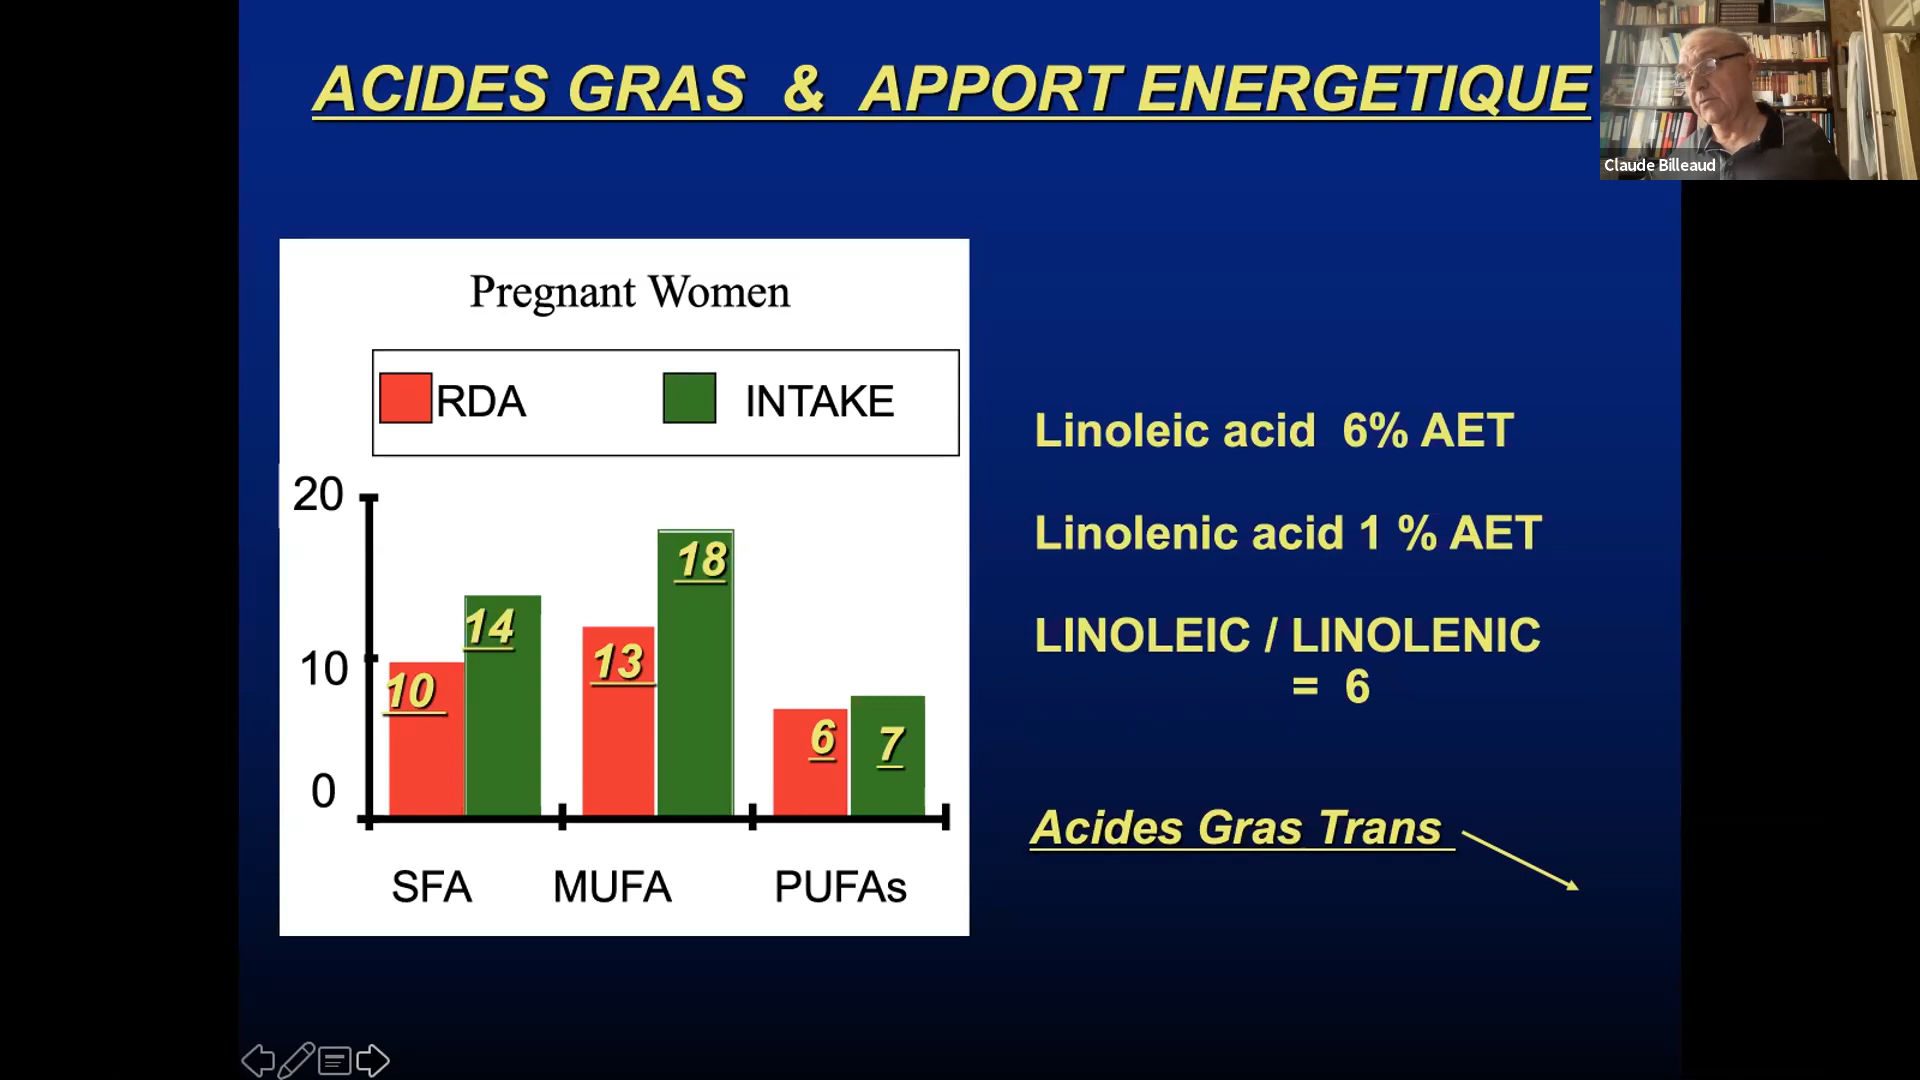 ACIDES GRAS & APPORT ENERGETIQUE
Claude Billeaud
Pregnant Women
RDA INTAKE
20
10
0
10
14
13
18
6
7
SFA MUFA PUFAs
Linoleic acid 6% AET
Linolenic acid 1 % AET
LINOLEIC / LINOLENIC
= 6
Acides Gras Trans